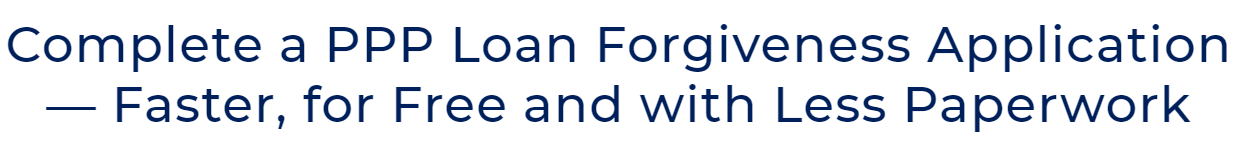 Complete a PPP Loan Forgiveness Application
— Faster, for Free and with Less Paperwork